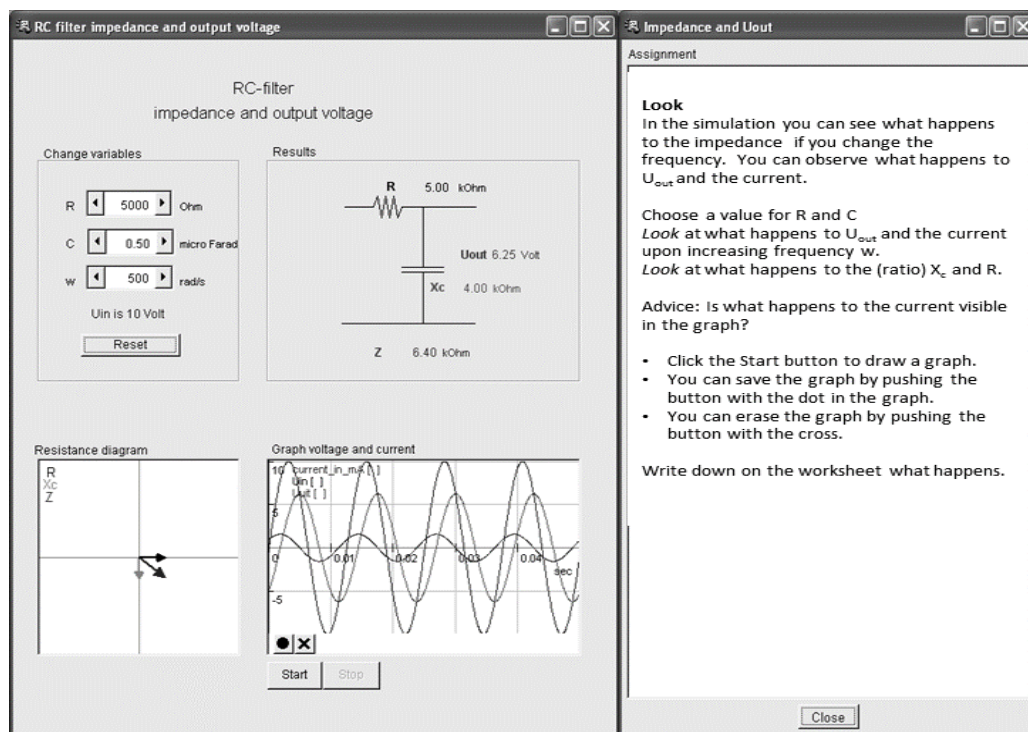 RC filter impedance and output voltage
RC-filter
impedance and output voltage
Change variables
R 5000 Ohm
C 0.50 micro Farad
w 500 rad/s
Uin is 10 Volt
Reset
Results
R 5.00 kOhm
Uout 6.25 Volt
Xc 4.00 kOhm
Z 6.40 kOhm
Resistance diagram
R
Xc
Z
Graph voltage and current
10 current_in_mA [ ]
Uin [ ]
Uuit [ ]
5
0 0.01 0.02 0.03 0.04
sec
-5
Start Stop
Impedance and Uout
Assignment
Look
In the simulation you can see what happens
to the impedance if you change the
frequency. You can observe what happens to
Uout and the current.
Choose a value for R and C
Look at what happens to Uout and the current
upon increasing frequency w.
Look at what happens to the (ratio) Xc and R.
Advice: Is what happens to the current visible
in the graph?
• Click the Start button to draw a graph.
• You can save the graph by pushing the
button with the dot in the graph.
• You can erase the graph by pushing the
button with the cross.
Write down on the worksheet what happens.
Close